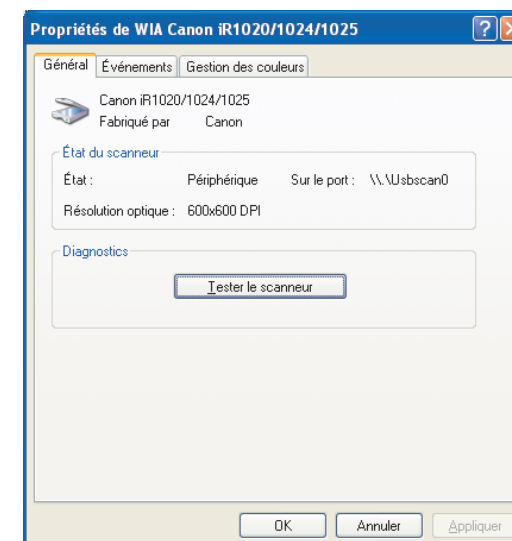 Propriétés de WIA Canon iR1020/1024/1025
Général Événements Gestion des couleurs
Canon iR1020/1024/1025
Fabriqué par Canon
État du scanneur
État : Périphérique Sur le port : \\.\Usbscan0
Résolution optique : 600x600 DPI
Diagnostics
Tester le scanneur
OK Annuler Appliquer